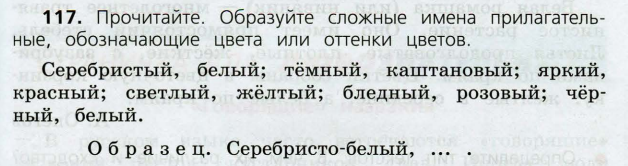 117. Прочитайте. Образуйте сложные имена прилагатель-
ные, обозначающие цвета или оттенки цветов.
Серебристый, белый; тёмный, каштановый; яркий,
красный; светлый, жёлтый; бледный, розовый; чёр-
ный, белый.
Образец. Серебристо-белый, ... .